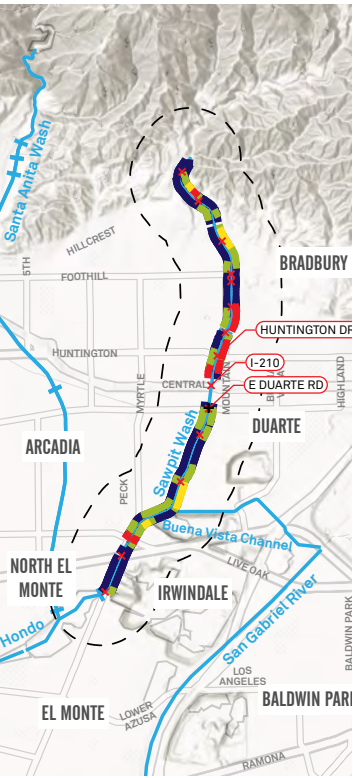 Santa Anita Wash
HILLCREST
5TH
FOOTHILL
BRADBURY
HUNTINGTON DR
HUNTINGTON
I-210
CENTRAL
E DUARTE RD
MYRTLE
MOUNTAIN
HIGHLAND
ARCADIA
DUARTE
Sawpit Wash
PECK
Buena Vista Channel
LIVE OAK
NORTH EL
MONTE
IRWINDALE
Hondo
San Gabriel River
BALDWIN PARK
LOS
ANGELES
EL MONTE
LOWER
AZUSA
BALDWIN PARK
RAMONA